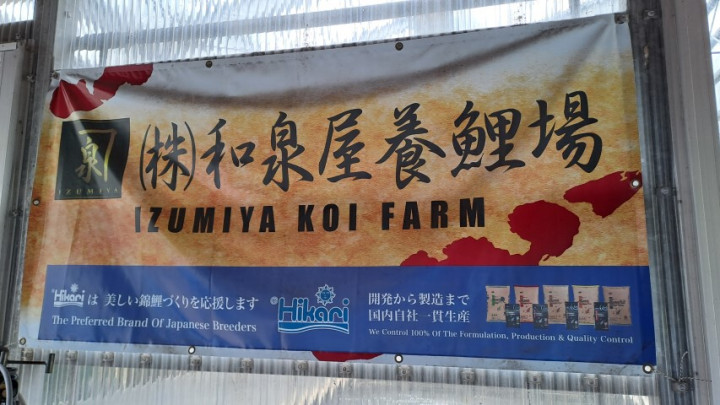 泉
IZUMIYA
(株)和泉屋養鯉場
IZUMIYA KOI FARM
Hikari は 美しい錦鯉づくりを応援します
The Preferred Brand Of Japanese Breeders
Hikari
開発から製造まで
国内自社一貫生産
We Control 100% Of The Formulation, Production & Quality Control